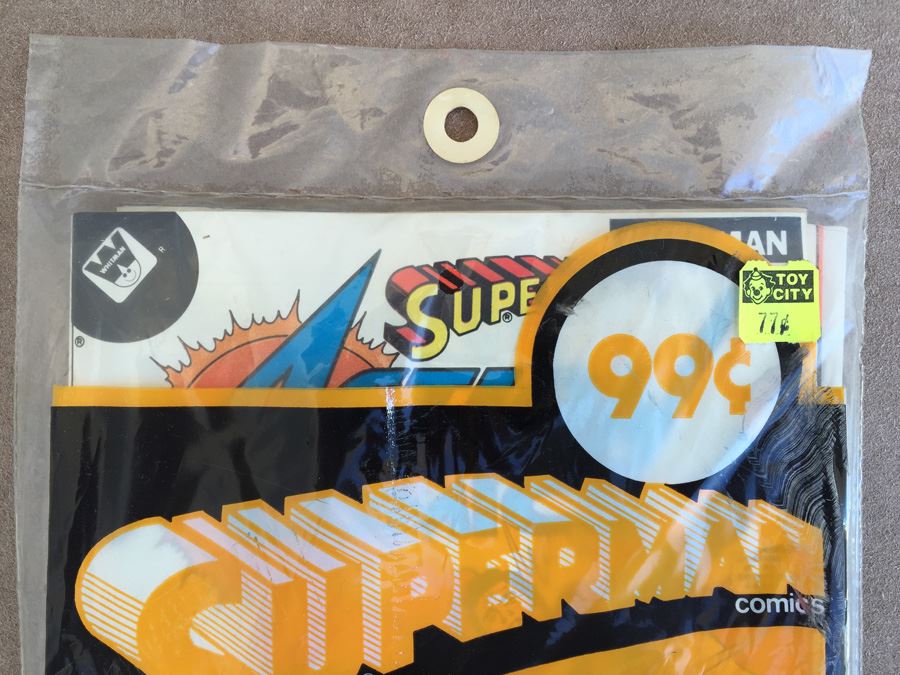 W
WHITMAN
®
®
SUPE
®
MAN
TOY
CITY
77¢
99¢
SUPERMAN
comics